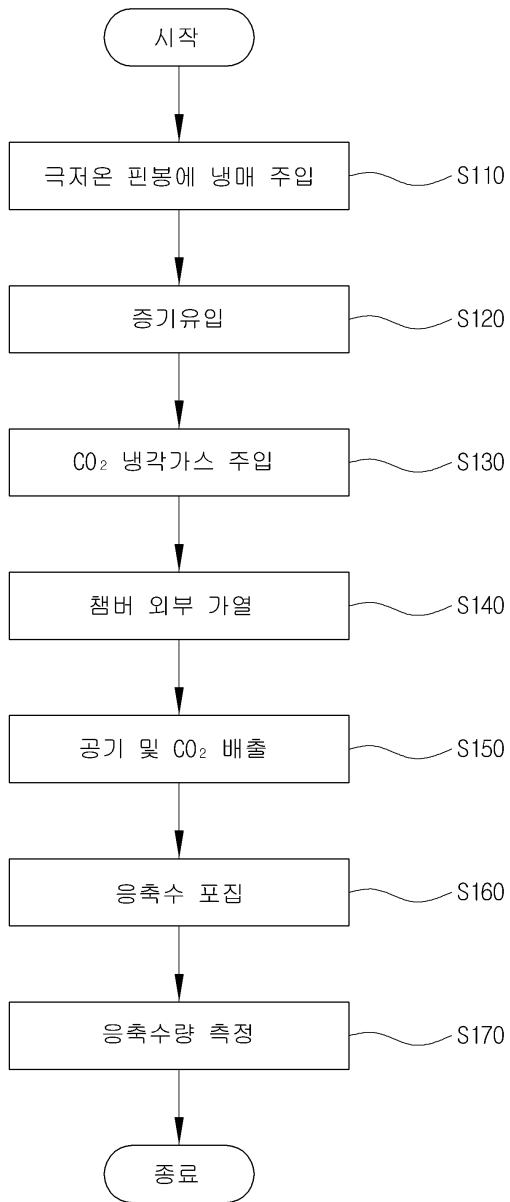 시작
극저온 핀봉에 냉매 주입
S110
증기유입
S120
CO₂ 냉각가스 주입
S130
챔버 외부 가열
S140
공기 및 CO₂ 배출
S150
응축수 포집
S160
응축수량 측정
S170
종료